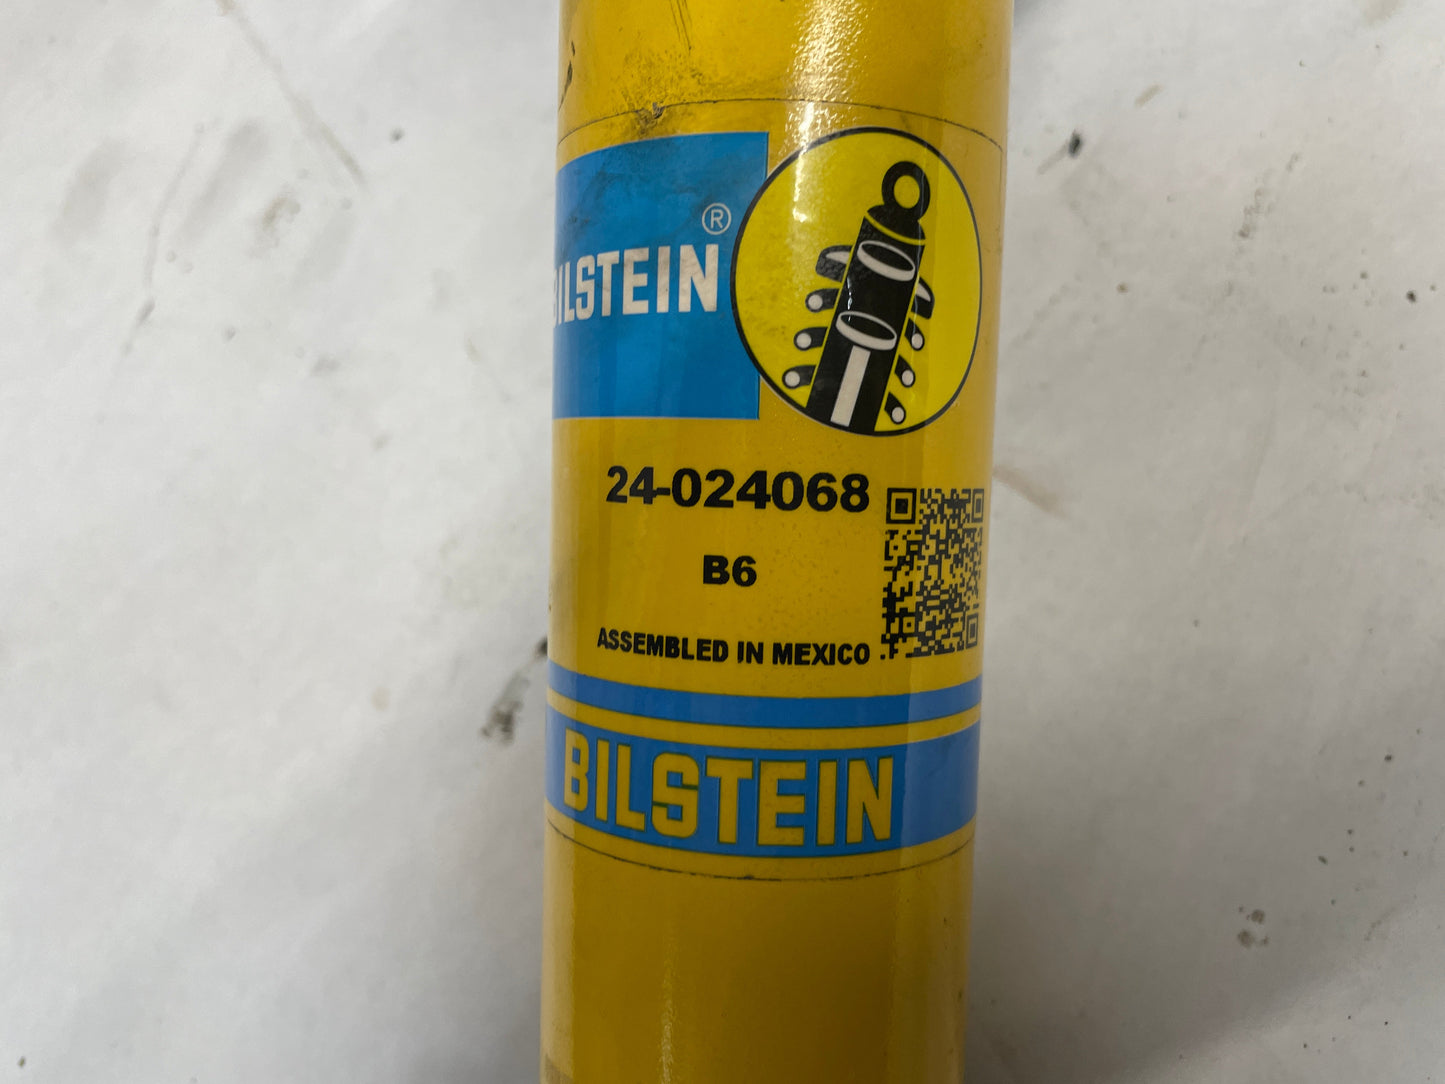 BILSTEIN®
24-024068
B6
ASSEMBLED IN MEXICO
BILSTEIN